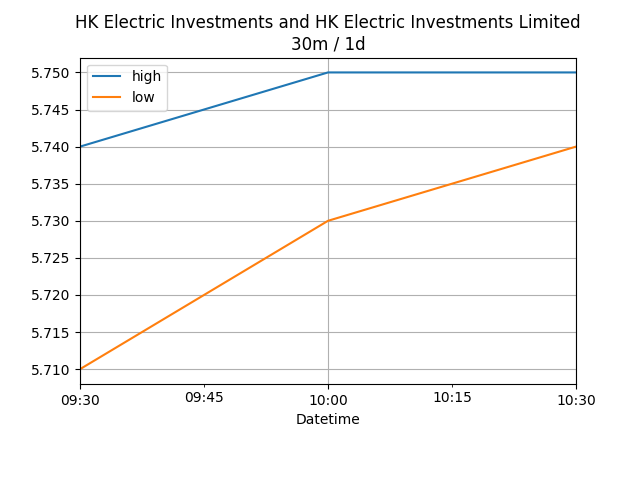 HK Electric Investments and HK Electric Investments Limited
30m / 1d
high
low
5.750
5.745
5.740
5.735
5.730
5.725
5.720
5.715
5.710
09:30
09:45
10:00
10:15
10:30
Datetime